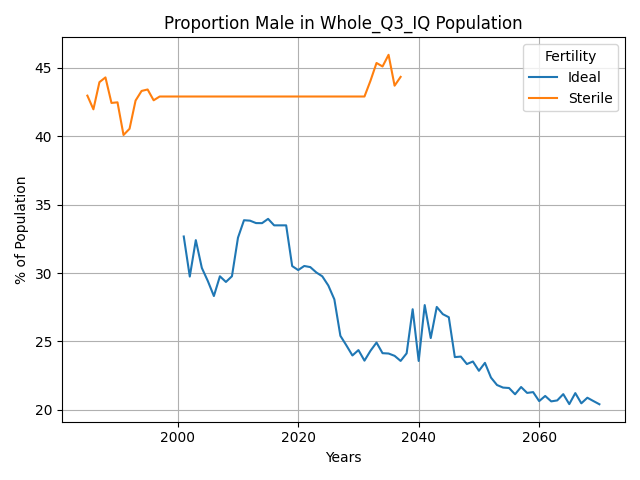 Proportion Male in Whole_Q3_IQ Population
Fertility
Ideal
Sterile
% of Population
45
40
35
30
25
20
2000
2020
2040
2060
Years